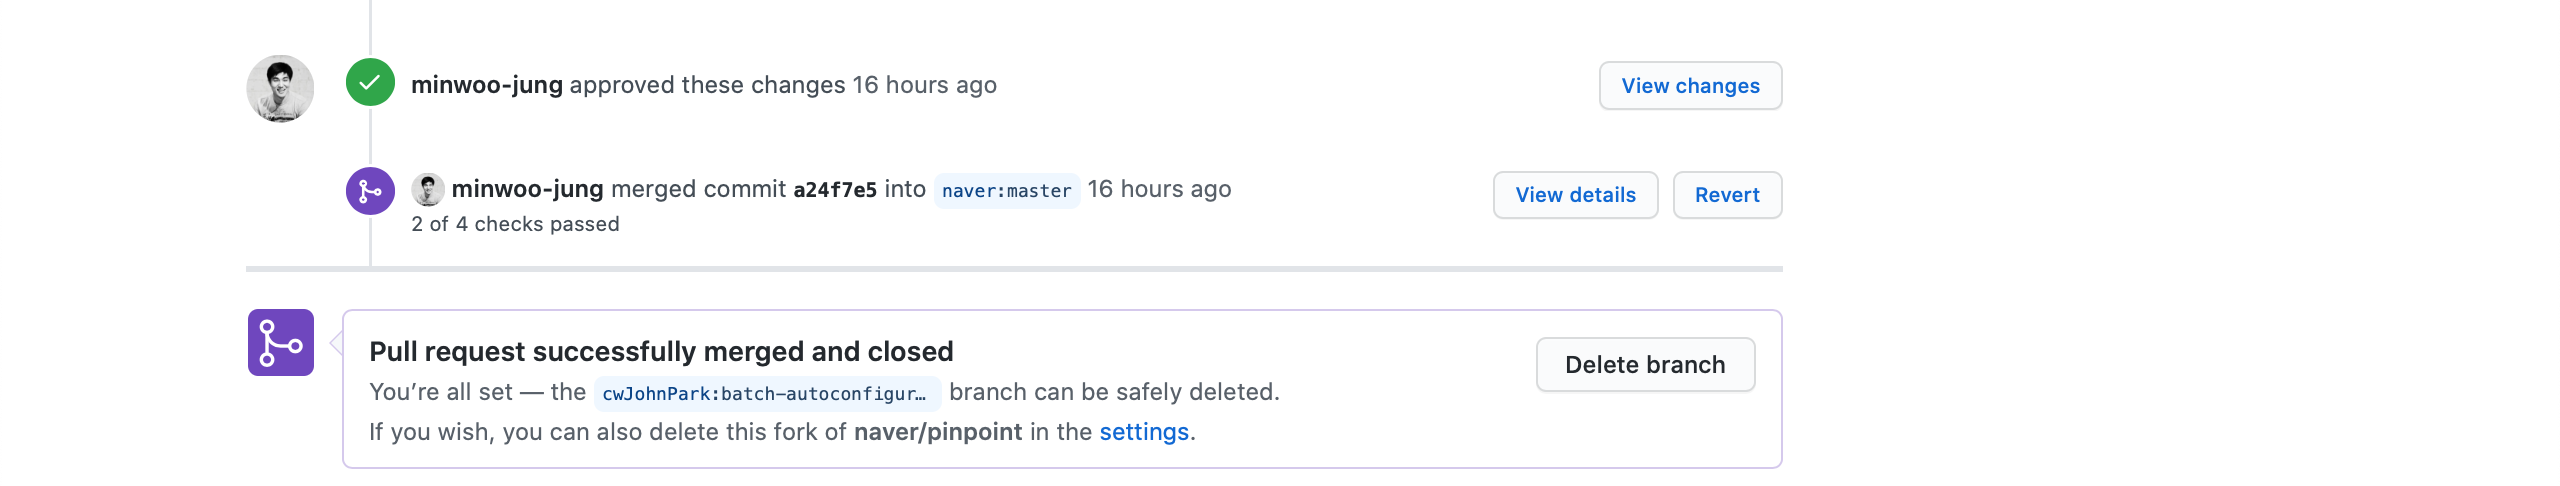 minwoo-jung approved these changes 16 hours ago
View changes
minwoo-jung merged commit a24f7e5 into naver:master 16 hours ago
View details
Revert
2 of 4 checks passed
Pull request successfully merged and closed
You’re all set — the cwJohnPark:batch-autoconfigur… branch can be safely deleted.
Delete branch
If you wish, you can also delete this fork of naver/pinpoint in the settings.